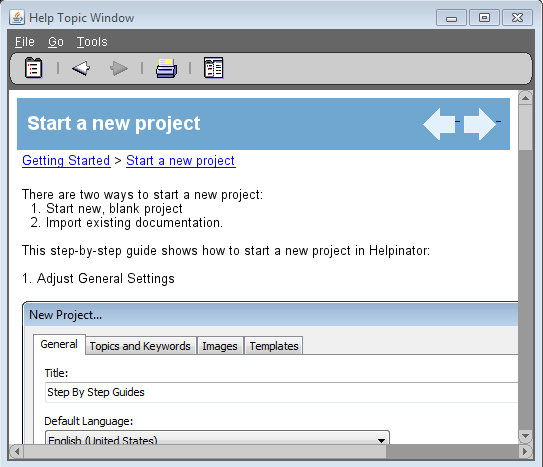 Help Topic Window
File Go Tools
Start a new project
Getting Started > Start a new project
There are two ways to start a new project:
1. Start new, blank project
2. Import existing documentation.
This step-by-step guide shows how to start a new project in Helpinator:
1. Adjust General Settings
New Project...
General Topics and Keywords Images Templates
Title:
Step By Step Guides
Default Language:
English (United States)